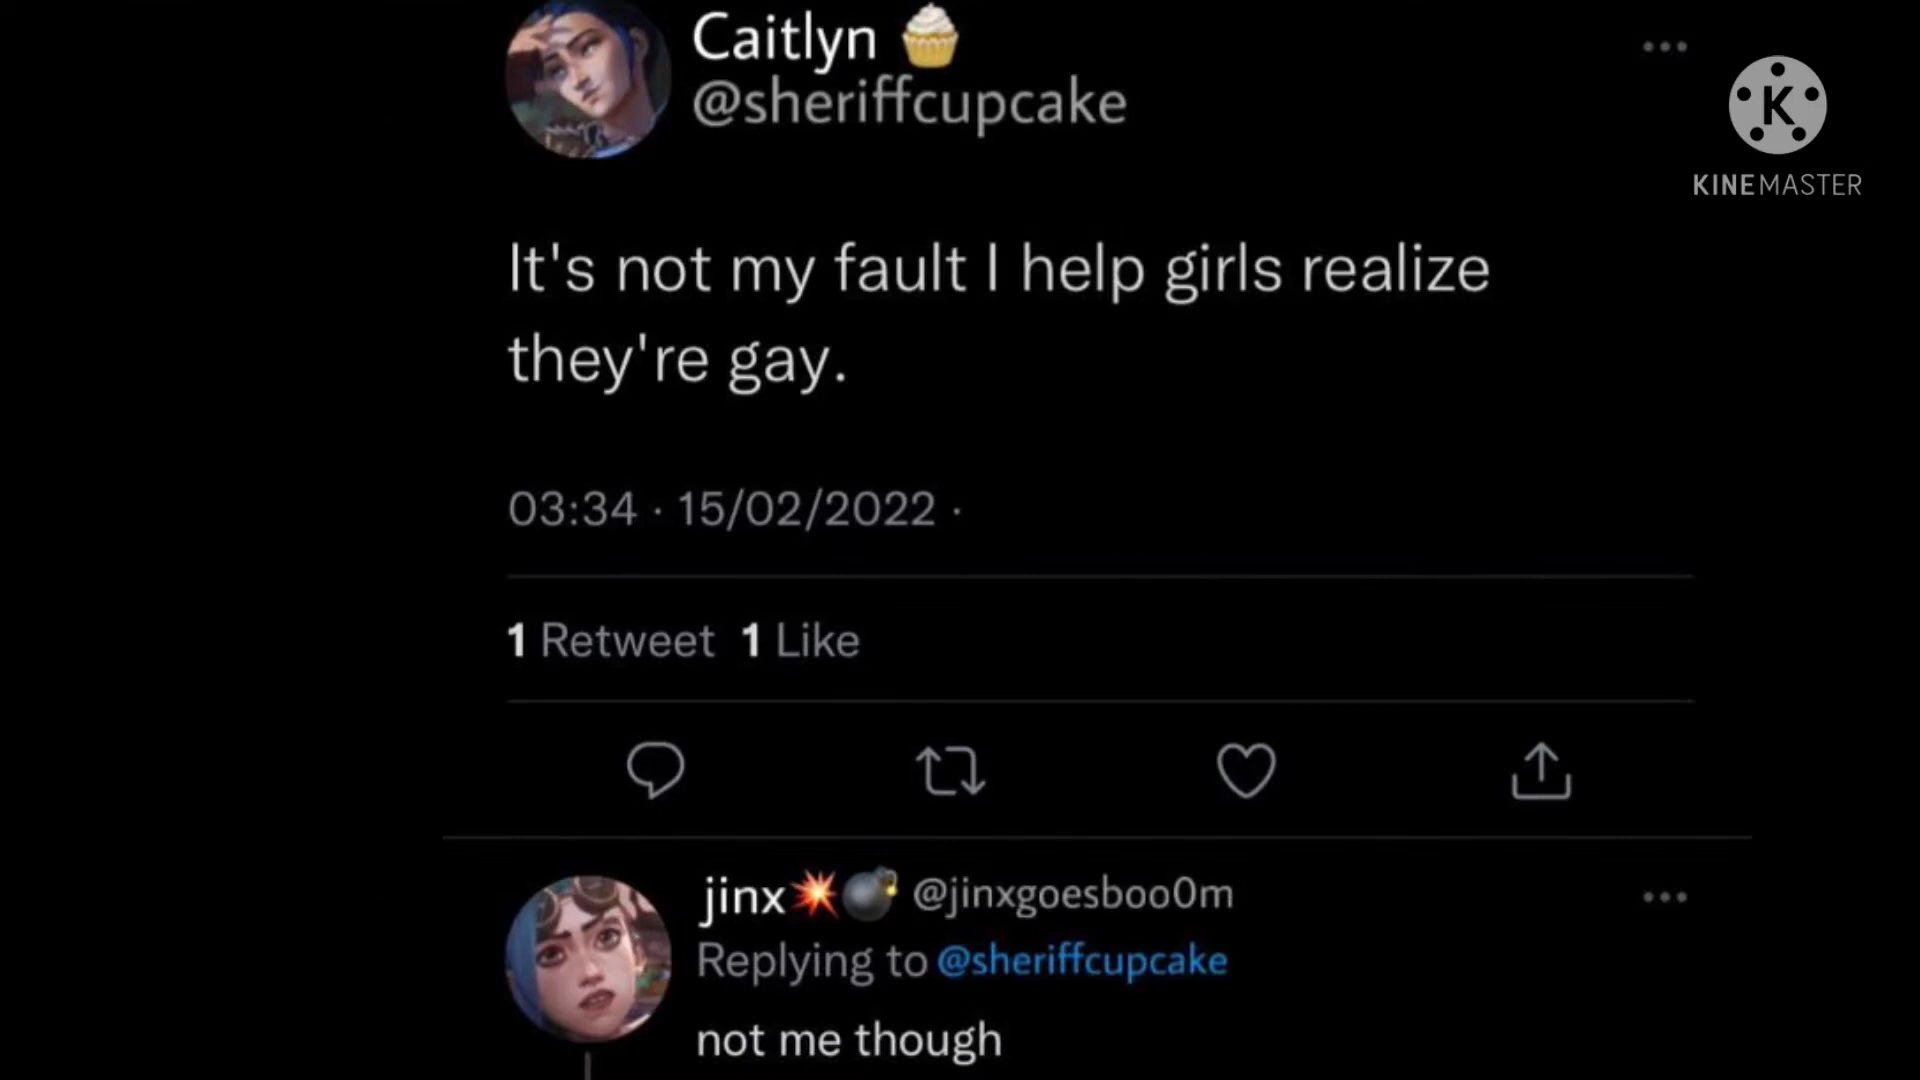 Caitlyn 🧁
@sheriffcupcake
K
KINEMASTER
It's not my fault I help girls realize
they're gay.
03:34 · 15/02/2022 ·
1 Retweet 1 Like
jinx💥💣 @jinxgoesboo0m
Replying to @sheriffcupcake
not me though